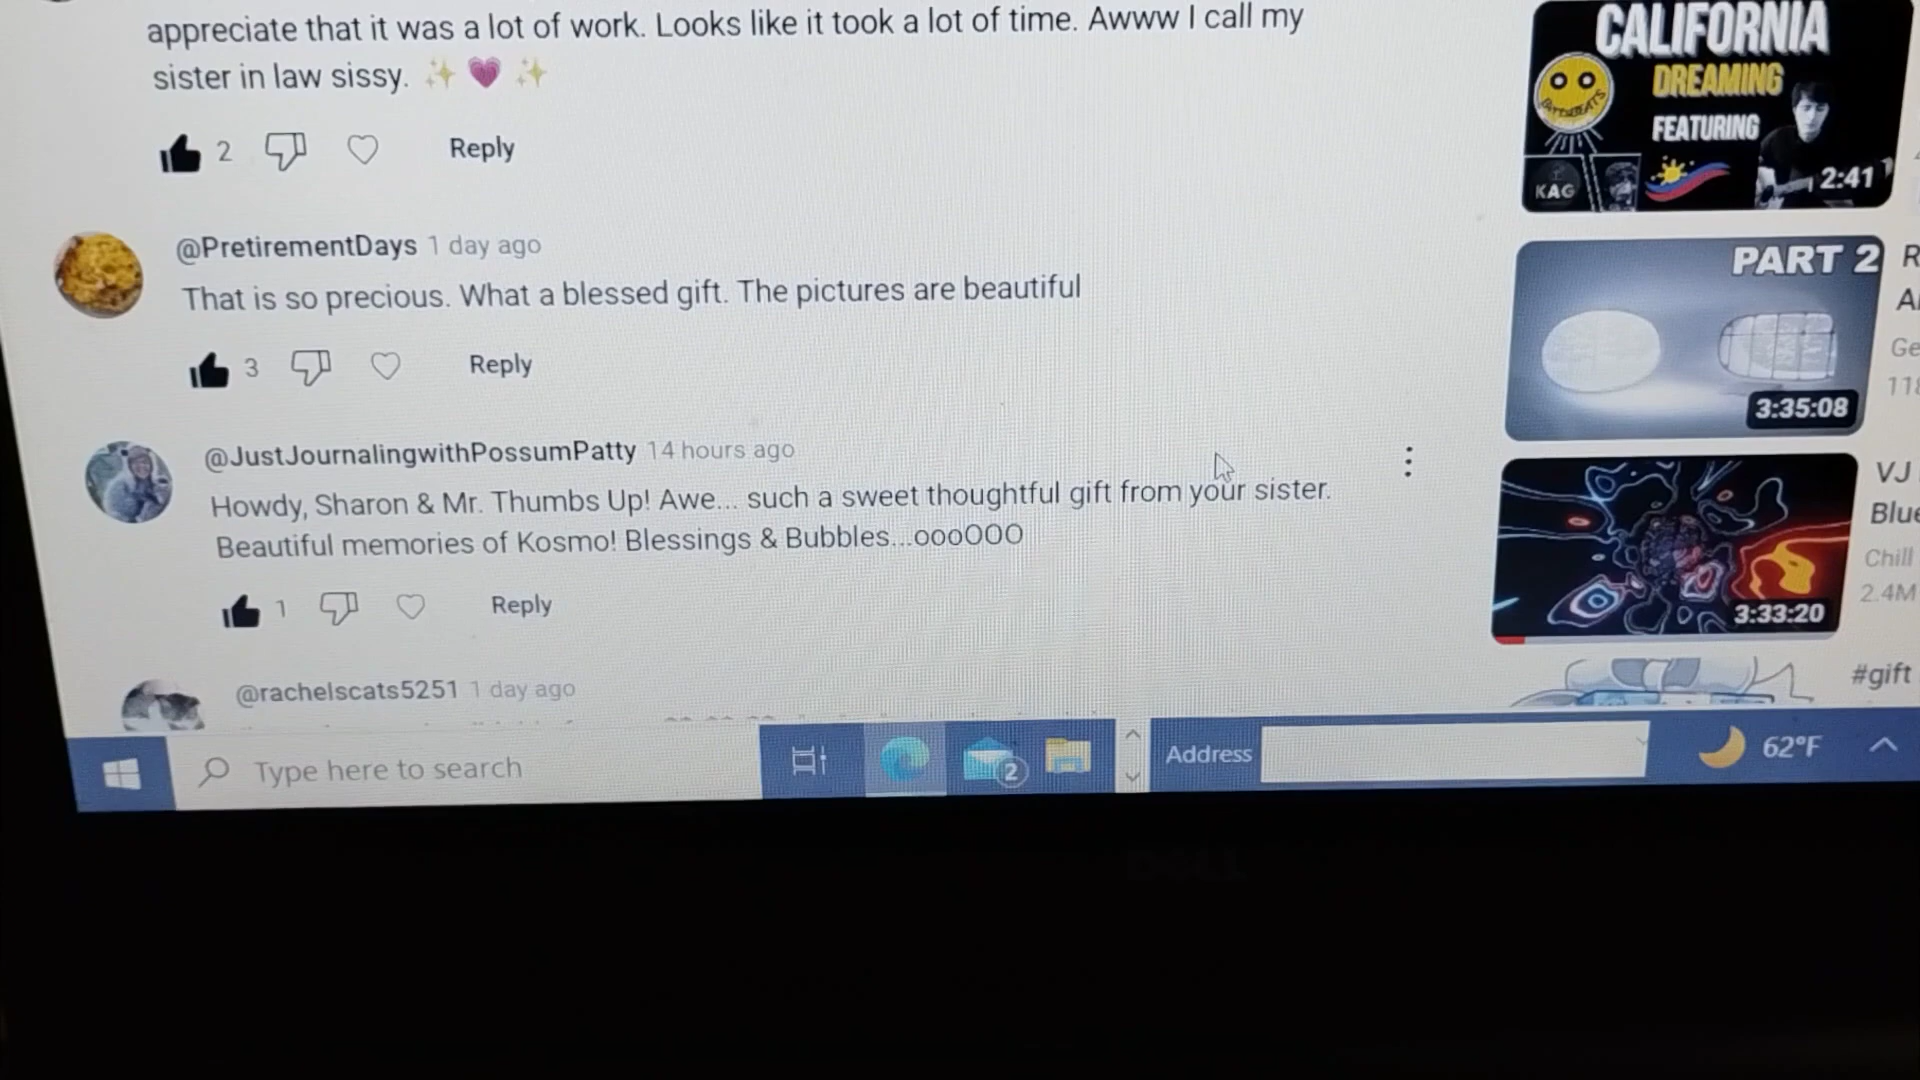 appreciate that it was a lot of work. Looks like it took a lot of time. Awww I call my
sister in law sissy. ✨ 💗 ✨
2 Reply
@PretirementDays 1 day ago
That is so precious. What a blessed gift. The pictures are beautiful
3 Reply
@JustJournalingwithPossumPatty 14 hours ago
Howdy, Sharon & Mr. Thumbs Up! Awe... such a sweet thoughtful gift from your sister.
Beautiful memories of Kosmo! Blessings & Bubbles...oooOOO
1 Reply
@rachelscats5251 1 day ago
CALIFORNIA
DREAMING
FEATURING
KAG
2:41
PART 2
3:35:08
R
Ge
118
3:33:20
VJ
Blue
Chill
2.4M
#gift
Type here to search
2
Address
62°F
DELL